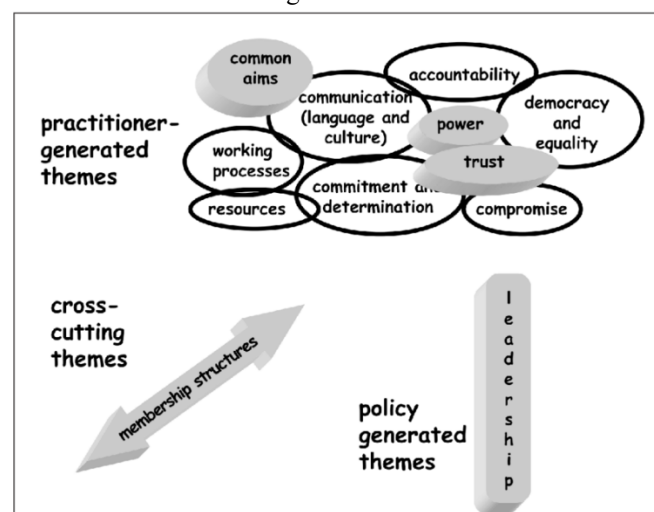 common
aims
accountability
communication
(language and
culture)
democracy
and
equality
power
practitioner-
generated
themes
working
processes
trust
commitment and
determination
resources
compromise
cross-
cutting
themes
membership structures
leadership
policy
generated
themes